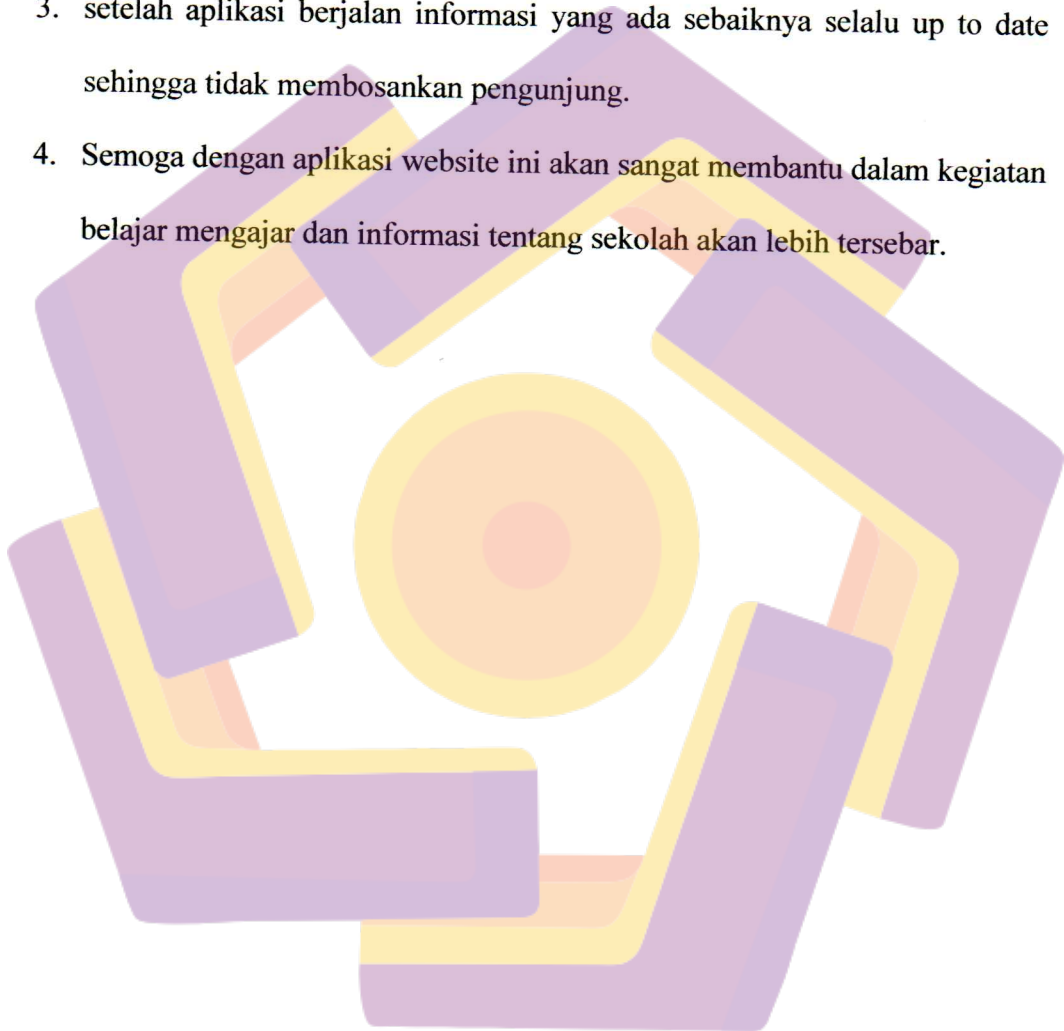 3. setelah aplikasi berjalan informasi yang ada sebaiknya selalu up to date
sehingga tidak membosankan pengunjung.
4. Semoga dengan aplikasi website ini akan sangat membantu dalam kegiatan
belajar mengajar dan informasi tentang sekolah akan lebih tersebar.